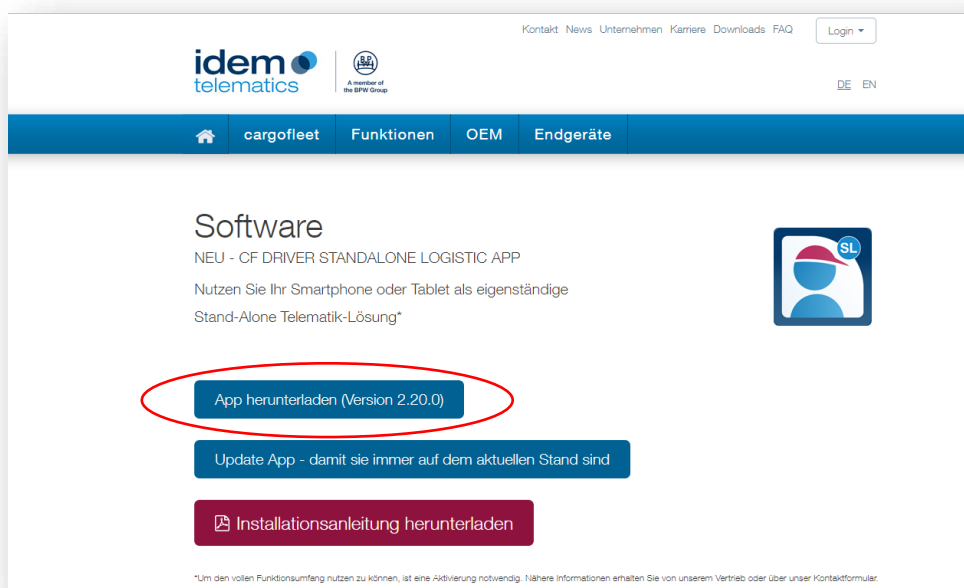 Kontakt News Unternehmen Karriere Downloads FAQ Login
idem
telematics
A member of
the BPW Group
DE EN
cargofleet Funktionen OEM Endgeräte
Software
NEU - CF DRIVER STANDALONE LOGISTIC APP
Nutzen Sie Ihr Smartphone oder Tablet als eigenständige
Stand-Alone Telematik-Lösung*
SL
App herunterladen (Version 2.20.0)
Update App - damit sie immer auf dem aktuellen Stand sind
Installationsanleitung herunterladen
*Um den vollen Funktionsumfang nutzen zu können, ist eine Aktivierung notwendig. Nähere Informationen erhalten Sie von unserem Vertrieb oder über unser Kontaktformular.